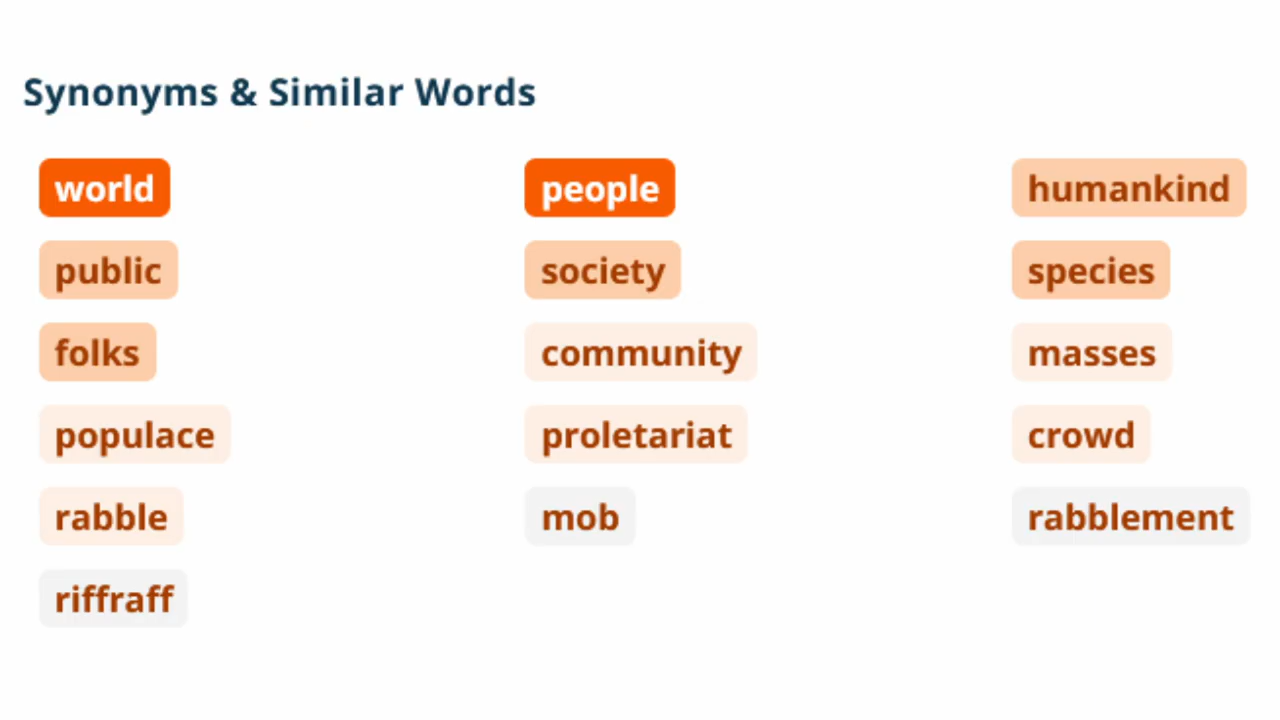 Synonyms & Similar Words
world people humankind
public society species
folks community masses
populace proletariat crowd
rabble mob rabblement
riffraff